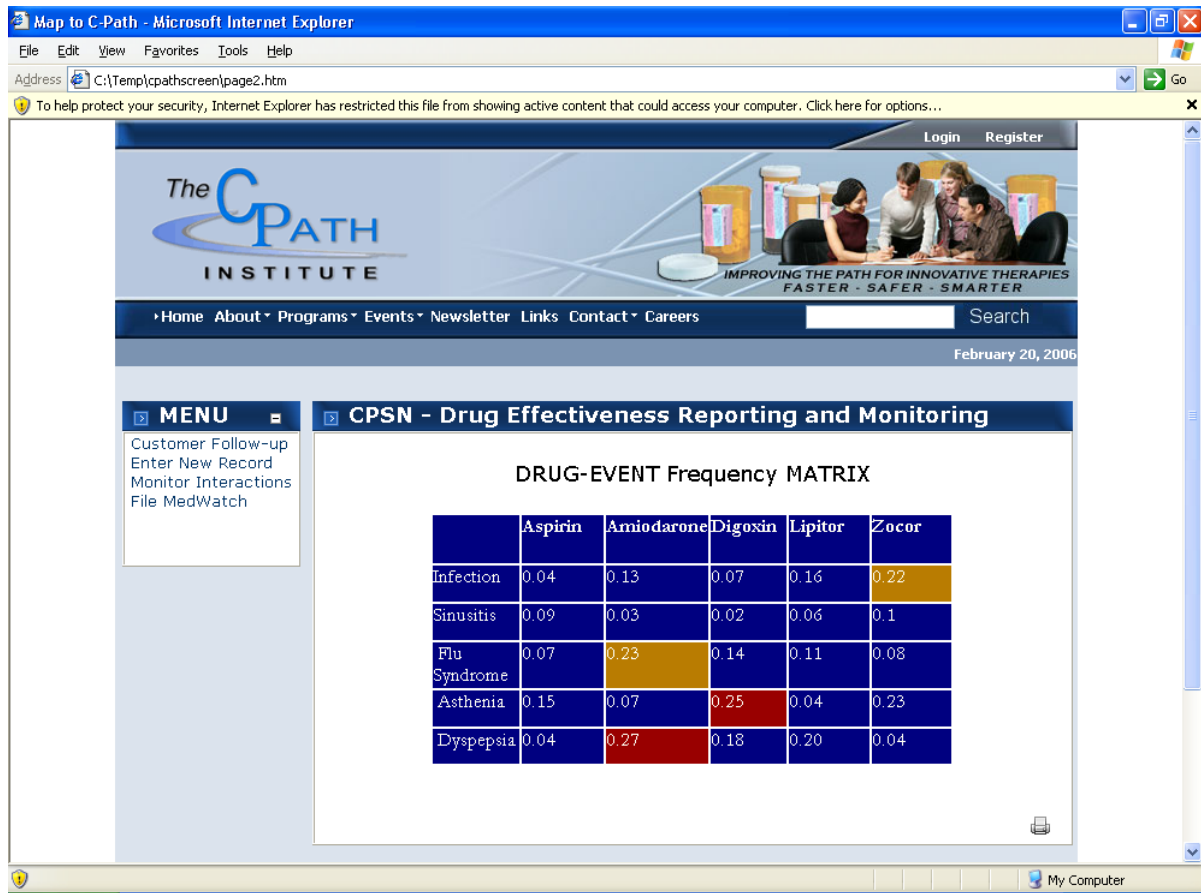 Map to C-Path - Microsoft Internet Explorer
File Edit View Favorites Tools Help
Address C:\Temp\cpathscreen\page2.htm Go
To help protect your security, Internet Explorer has restricted this file from showing active content that could access your computer. Click here for options...
Login Register
The CPATH
INSTITUTE
IMPROVING THE PATH FOR INNOVATIVE THERAPIES
FASTER - SAFER - SMARTER
Home About Programs Events Newsletter Links Contact Careers Search
February 20, 2006
MENU
Customer Follow-up
Enter New Record
Monitor Interactions
File MedWatch
CPSN - Drug Effectiveness Reporting and Monitoring
DRUG-EVENT Frequency MATRIX
Aspirin Amiodarone Digoxin Lipitor Zocor
Infection 0.04 0.13 0.07 0.16 0.22
Sinusitis 0.09 0.03 0.02 0.06 0.1
Flu 0.07 0.23 0.14 0.11 0.08
Syndrome
Asthenia 0.15 0.07 0.25 0.04 0.23
Dyspepsia 0.04 0.27 0.18 0.20 0.04
My Computer